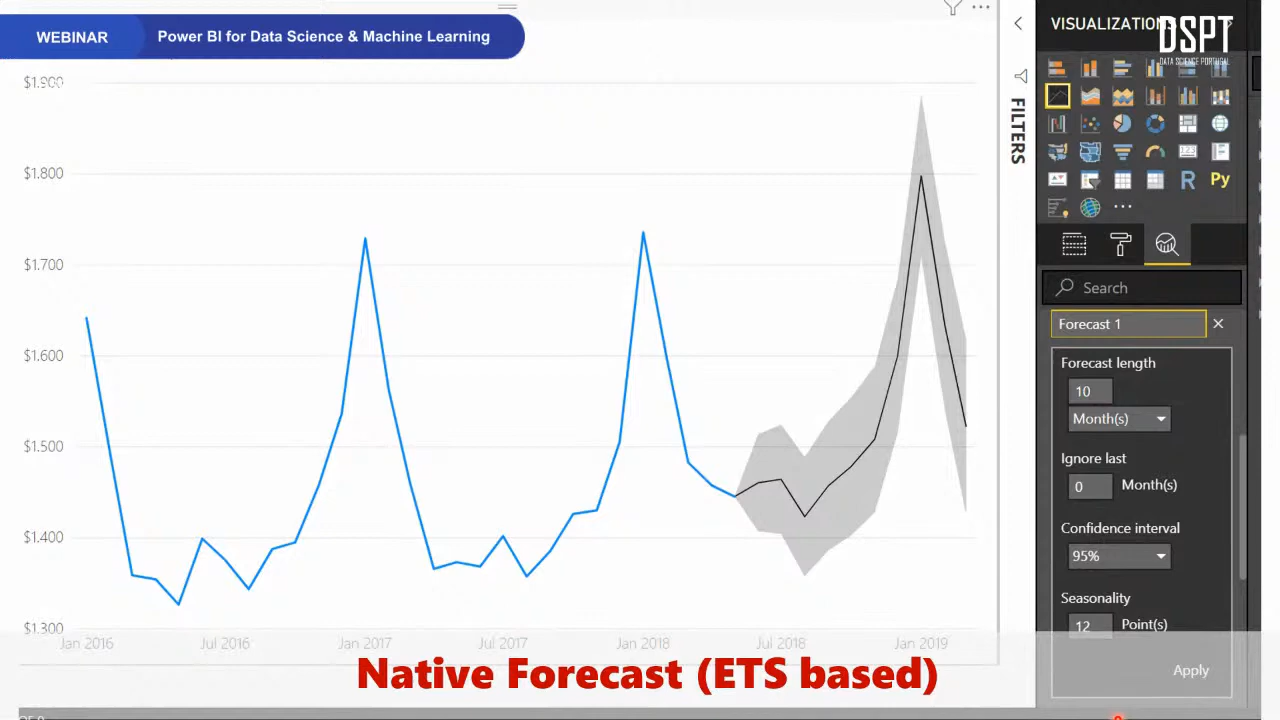 WEBINAR
Power BI for Data Science & Machine Learning
VISUALIZATION
DSPT
DATA SCIENCE PORTUGAL
FILTERS
$1.900
$1.800
$1.700
$1.600
$1.500
$1.400
$1.300
Jan 2016
Jul 2016
Jan 2017
Jul 2017
Jan 2018
Jul 2018
Jan 2019
123
R
Py
Search
Forecast 1
Forecast length
10
Month(s)
Ignore last
0
Month(s)
Confidence interval
95%
Seasonality
12
Point(s)
Apply
Native Forecast (ETS based)